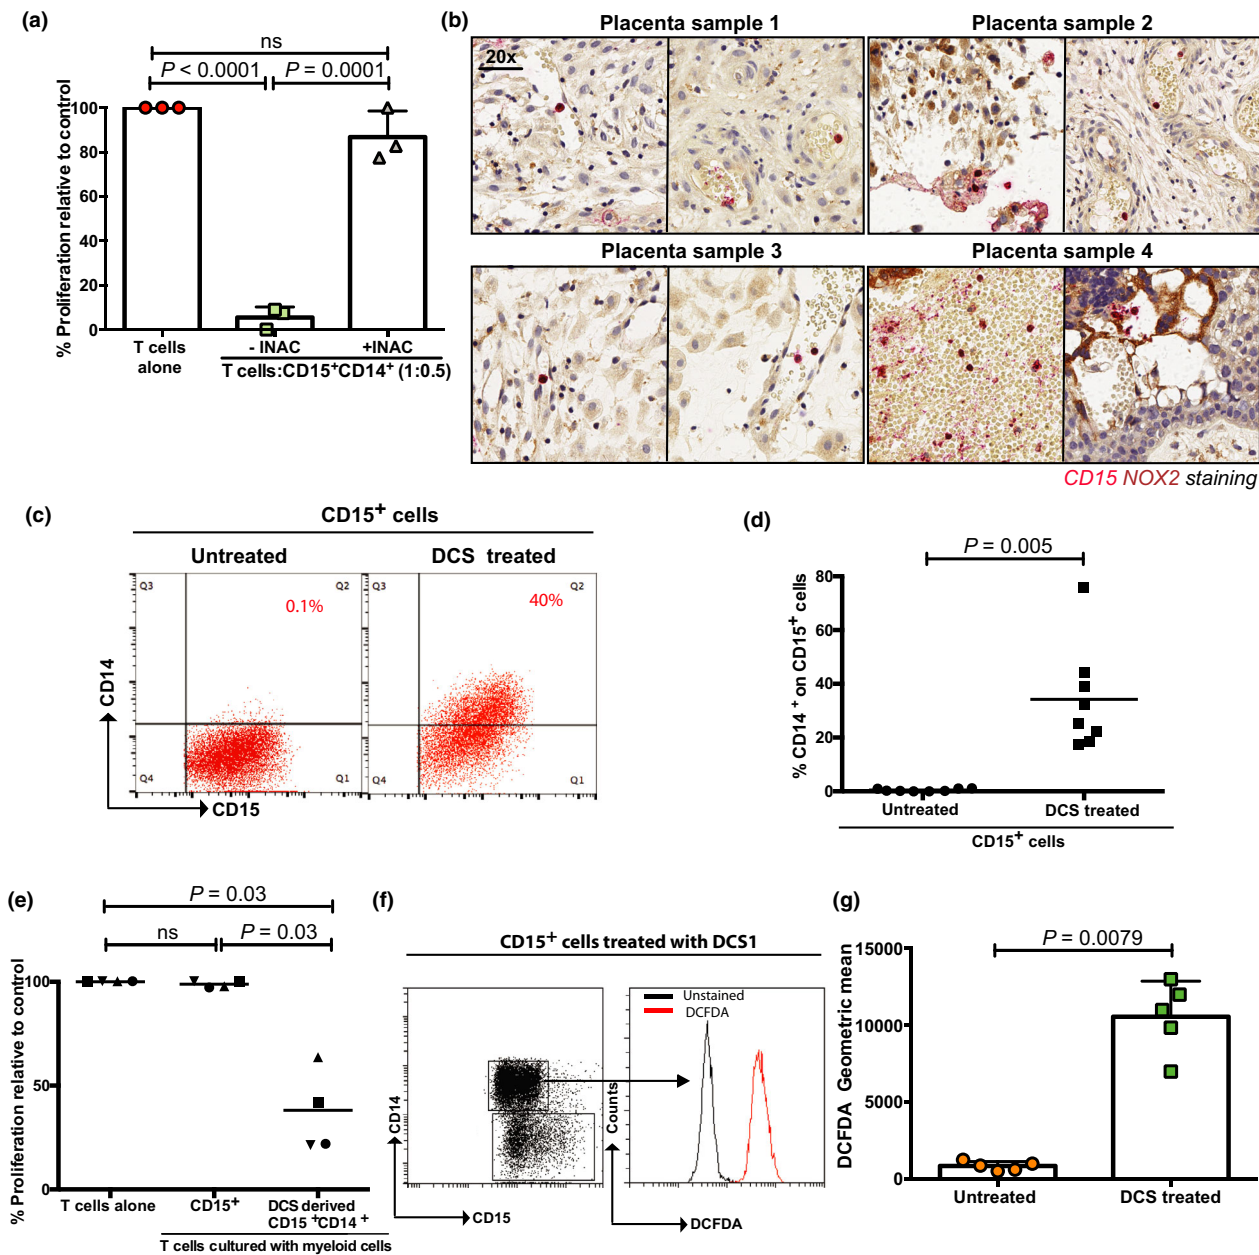 (a)
ns
P < 0.0001
P = 0.0001
% Proliferation relative to control
100
80
60
40
20
0
T cells
alone
- INAC
+INAC
T cells:CD15+CD14+ (1:0.5)
(b)
Placenta sample 1
Placenta sample 2
20x
Placenta sample 3
Placenta sample 4
CD15 NOX2 staining
(c)
CD15+ cells
Untreated
DCS treated
Q3
Q2
0.1%
Q4
Q1
Q3
Q2
40%
Q4
Q1
CD14
CD15
(d)
P = 0.005
% CD14 + on CD15+ cells
80
60
40
20
0
Untreated
DCS treated
CD15+ cells
(e)
P = 0.03
ns
P = 0.03
% Proliferation relative to control
100
50
0
T cells alone
CD15+
DCS derived
CD15 +CD14 +
T cells cultured with myeloid cells
(f)
CD15+ cells treated with DCS1
Unstained
DCFDA
CD14
CD15
Counts
DCFDA
(g)
P = 0.0079
DCFDA Geometric mean
15000
10000
5000
0
Untreated
DCS treated